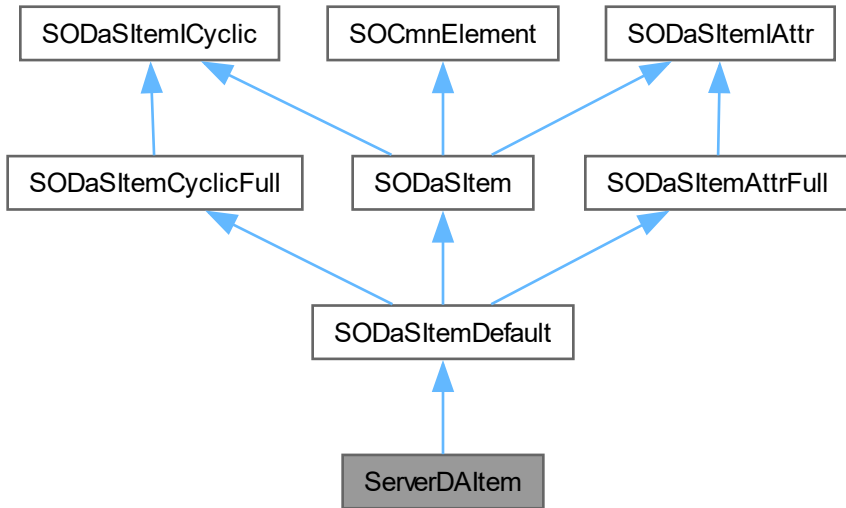 SODaSItemICyclic
SOCmnElement
SODaSItemIAttr
SODaSItemCyclicFull
SODaSItem
SODaSItemAttrFull
SODaSItemDefault
ServerDAItem